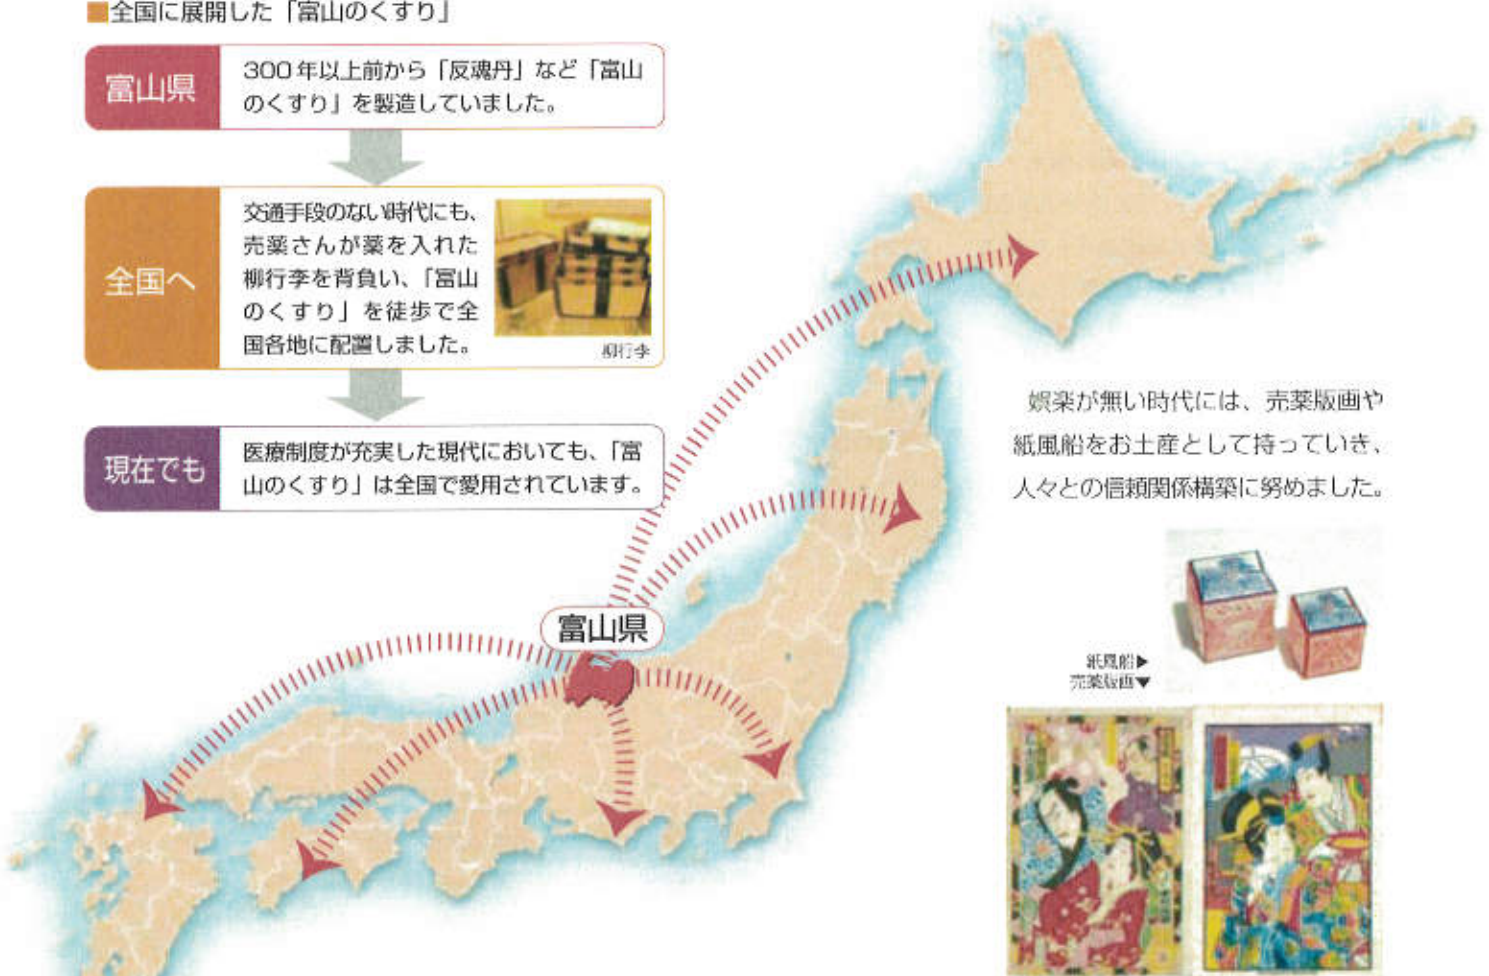 ■全国に展開した「富山のくすり」
富山県
300年以上前から「反魂丹」など「富山
のくすり」を製造していました。
全国へ
交通手段のない時代にも、
売薬さんが薬を入れた
柳行李を背負い、「富山
のくすり」を徒歩で全
国各地に配置しました。
柳行李
現在でも
医療制度が充実した現代においても、「富
山のくすり」は全国で愛用されています。
富山県
娯楽が無い時代には、売薬版画や
紙風船をお土産として持っていき、
人々との信頼関係構築に努めました。
紙風船▶
売薬版画▼